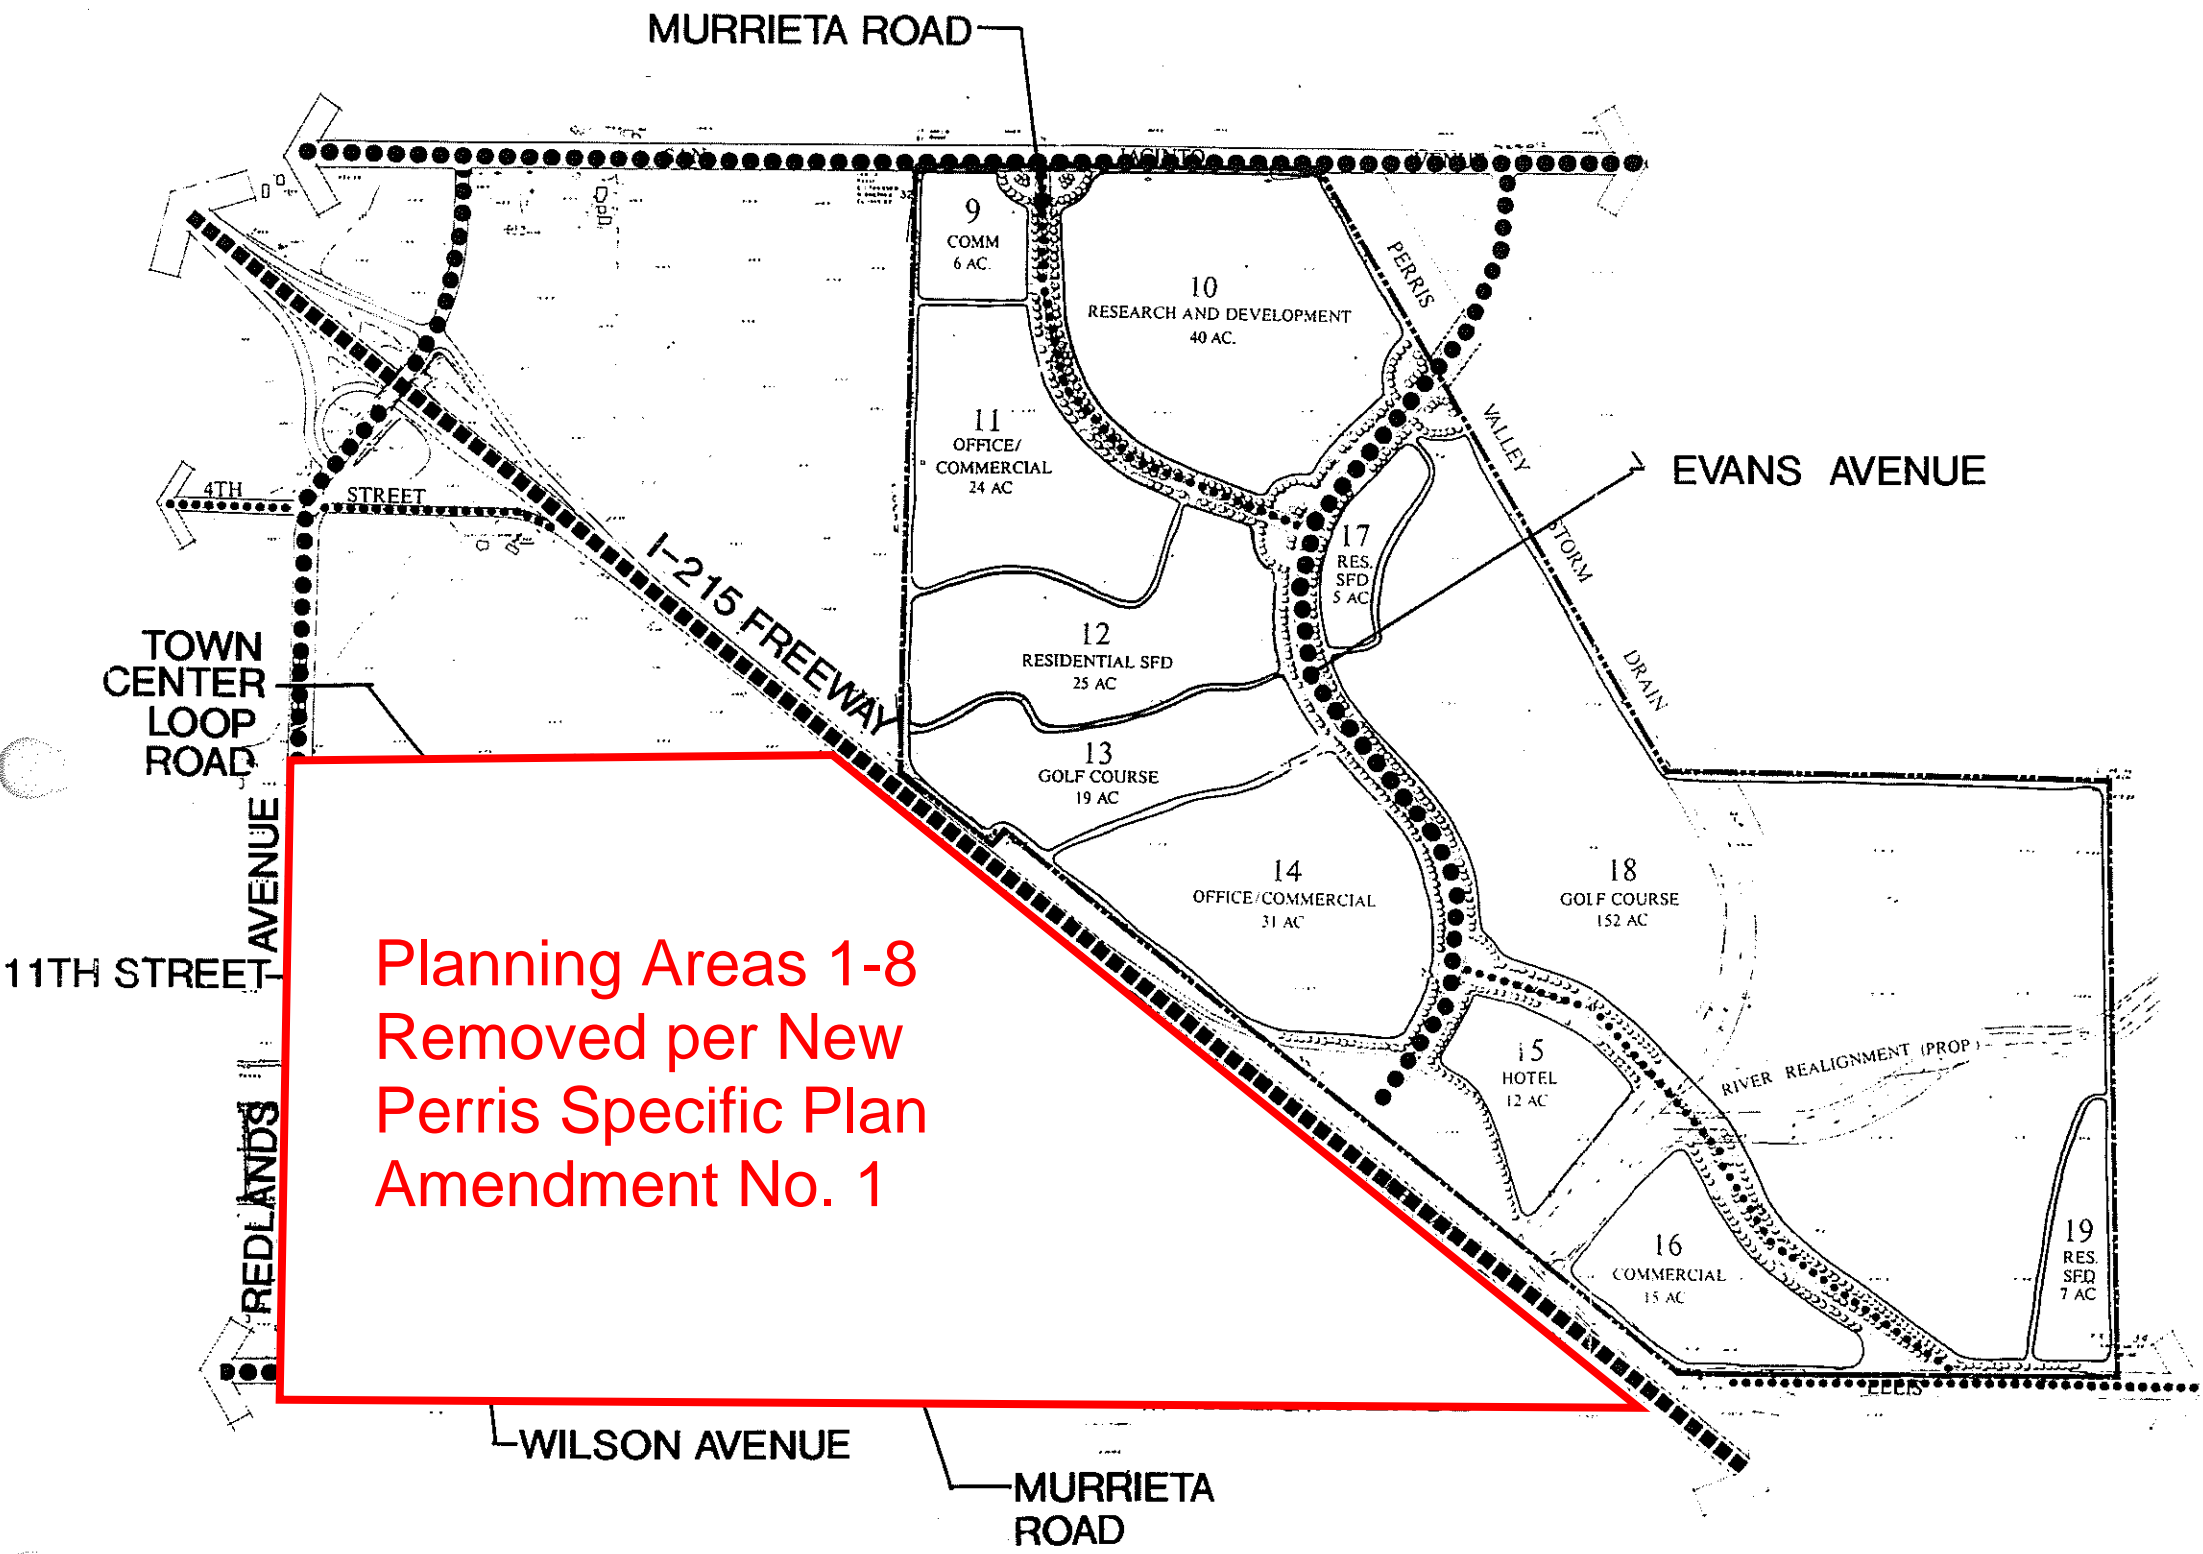 MURRIETA ROAD
SAN JACINTO AVENUE
9
COMM
6 AC.
10
RESEARCH AND DEVELOPMENT
40 AC.
PERRIS VALLEY STORM DRAIN
11
OFFICE/
COMMERCIAL
24 AC
EVANS AVENUE
4TH STREET
17
RES.
SFD
5 AC
I-215 FREEWAY
TOWN
CENTER
LOOP
ROAD
12
RESIDENTIAL SFD
25 AC
13
GOLF COURSE
19 AC
14
OFFICE/COMMERCIAL
31 AC
18
GOLF COURSE
152 AC
REDLANDS AVENUE
11TH STREET
Planning Areas 1-8
Removed per New
Perris Specific Plan
Amendment No. 1
15
HOTEL
12 AC
RIVER REALIGNMENT (PROP)
16
COMMERCIAL
15 AC
19
RES.
SFD
7 AC
ELLIS
WILSON AVENUE
MURRIETA
ROAD